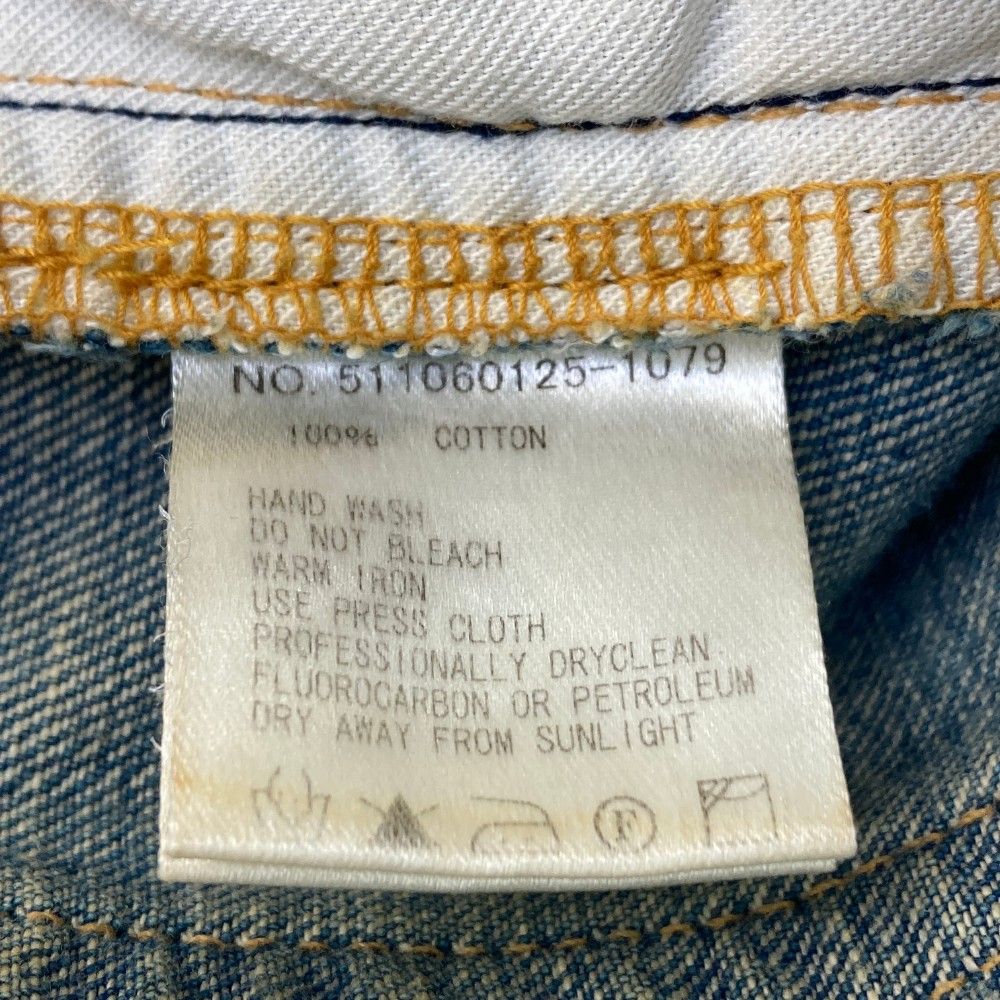 NO. 511060125-1079
100% COTTON
HAND WASH
DO NOT BLEACH
WARM IRON
USE PRESS CLOTH
PROFESSIONALLY DRYCLEAN
FLUOROCARBON OR PETROLEUM
DRY AWAY FROM SUNLIGHT
F